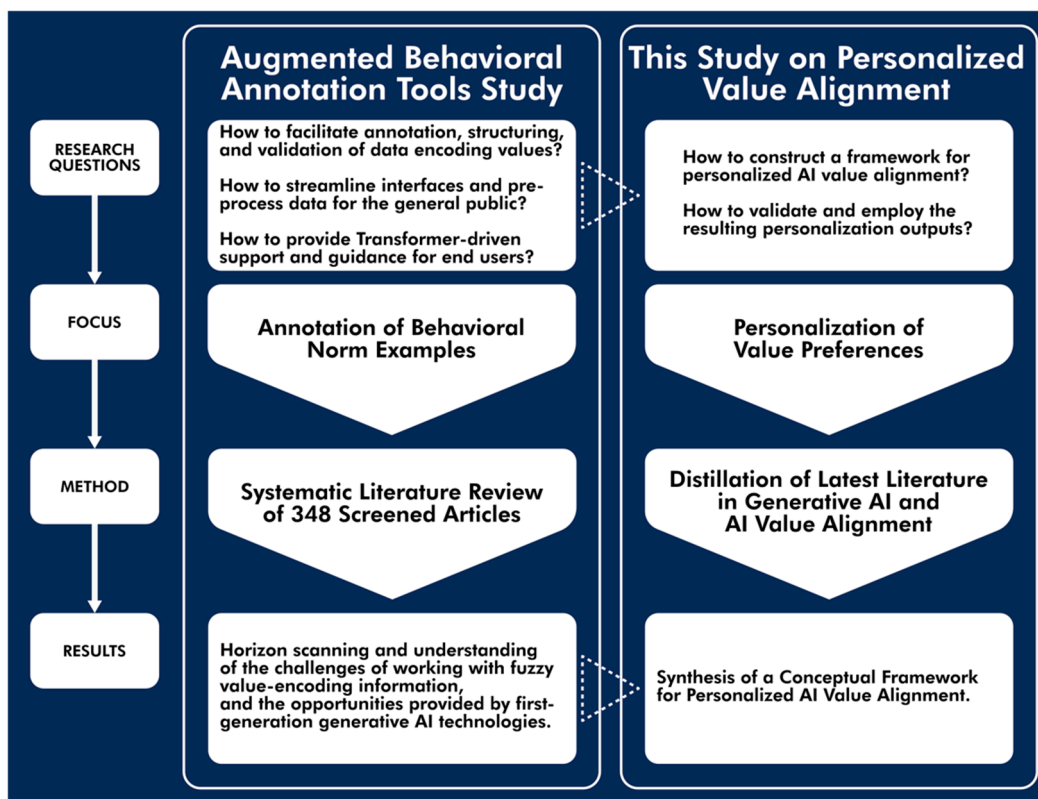 Augmented Behavioral
Annotation Tools Study
This Study on Personalized
Value Alignment
RESEARCH
QUESTIONS
How to facilitate annotation, structuring,
and validation of data encoding values?
How to streamline interfaces and pre-
process data for the general public?
How to provide Transformer-driven
support and guidance for end users?
How to construct a framework for
personalized AI value alignment?
How to validate and employ the
resulting personalization outputs?
FOCUS
Annotation of Behavioral
Norm Examples
Personalization of
Value Preferences
METHOD
Systematic Literature Review
of 348 Screened Articles
Distillation of Latest Literature
in Generative AI and
AI Value Alignment
RESULTS
Horizon scanning and understanding
of the challenges of working with fuzzy
value-encoding information,
and the opportunities provided by first-
generation generative AI technologies.
Synthesis of a Conceptual Framework
for Personalized AI Value Alignment.